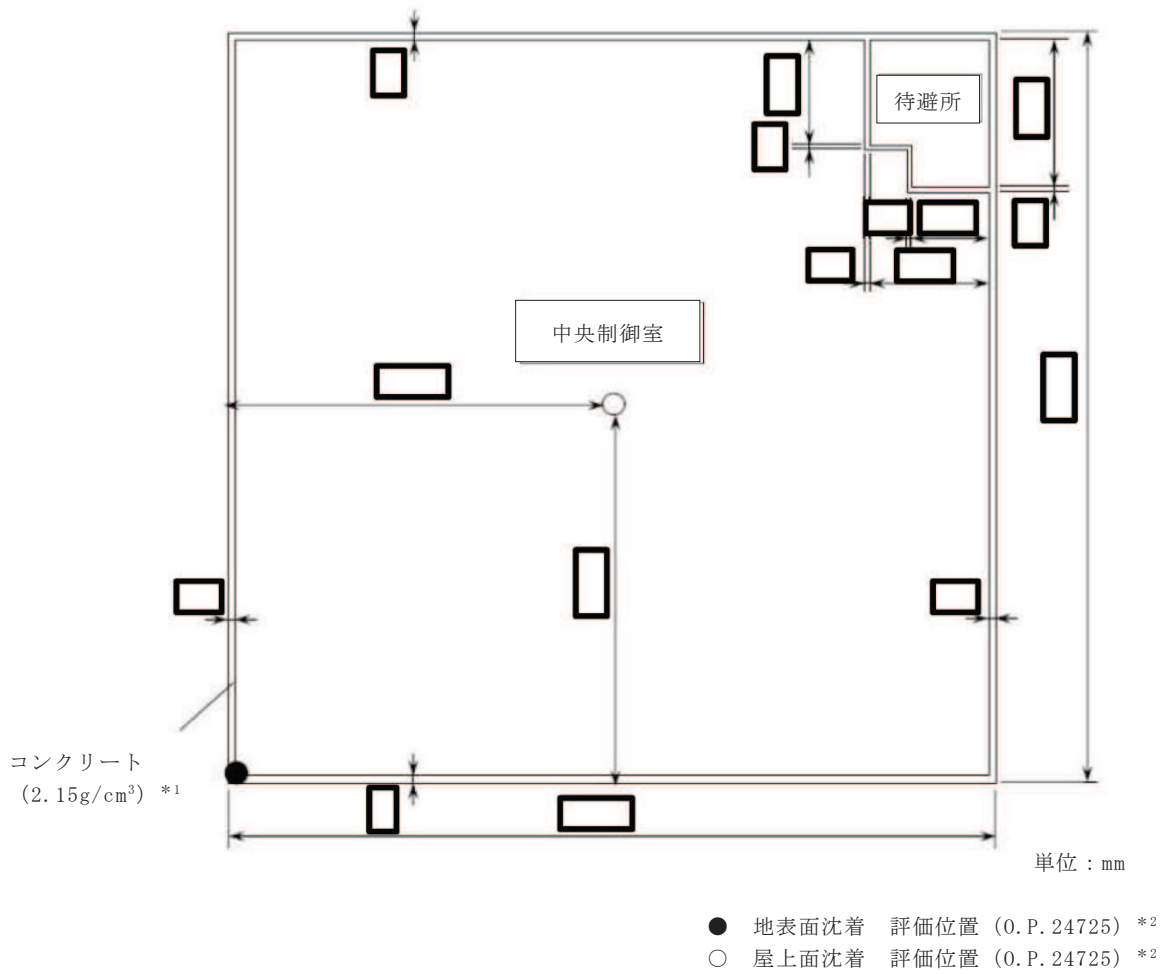 待避所
中央制御室
コンクリート
(2.15g/cm³) *1
単位：mm
● 地表面沈着 評価位置 (O.P.24725) *2
○ 屋上面沈着 評価位置 (O.P.24725) *2